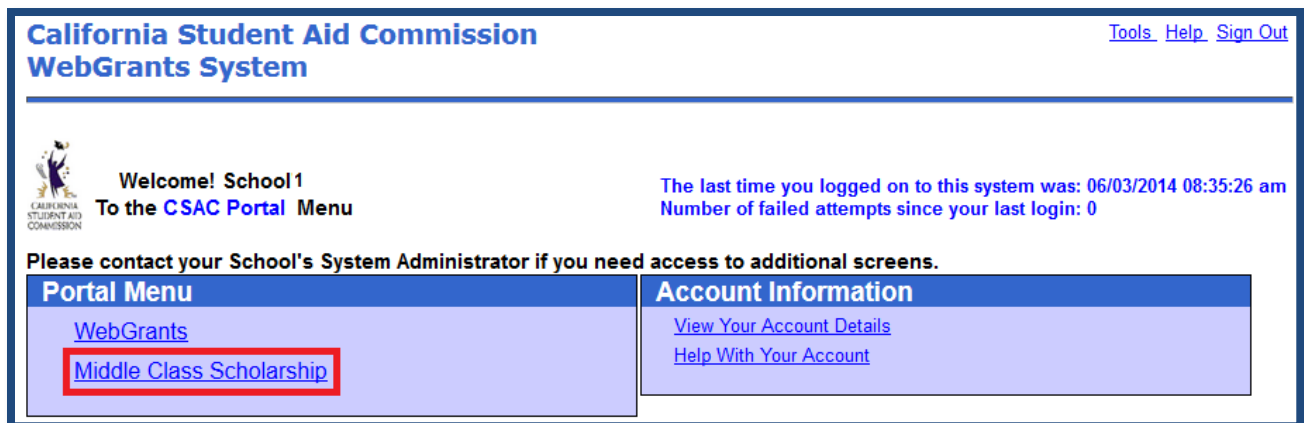 California Student Aid Commission
WebGrants System
Tools Help Sign Out
CALIFORNIA
STUDENT AID
COMMISSION
Welcome! School 1
To the CSAC Portal Menu
The last time you logged on to this system was: 06/03/2014 08:35:26 am
Number of failed attempts since your last login: 0
Please contact your School's System Administrator if you need access to additional screens.
Portal Menu
WebGrants
Middle Class Scholarship
Account Information
View Your Account Details
Help With Your Account